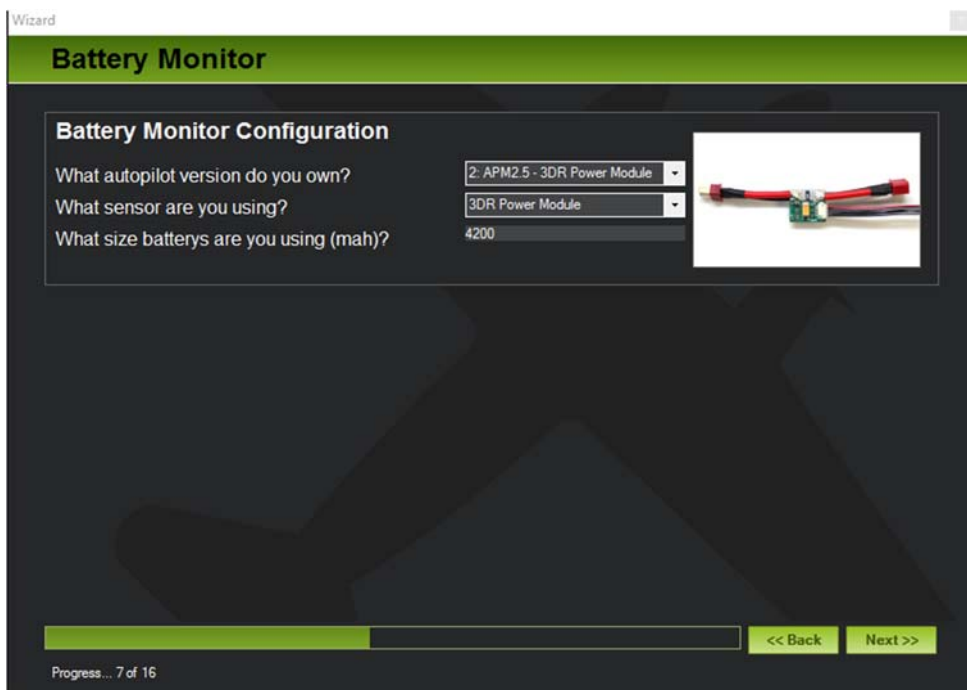 Wizard
Battery Monitor
Battery Monitor Configuration
What autopilot version do you own?
2: APM2.5 - 3DR Power Module
What sensor are you using?
3DR Power Module
What size batterys are you using (mah)?
4200
<< Back
Next >>
Progress... 7 of 16